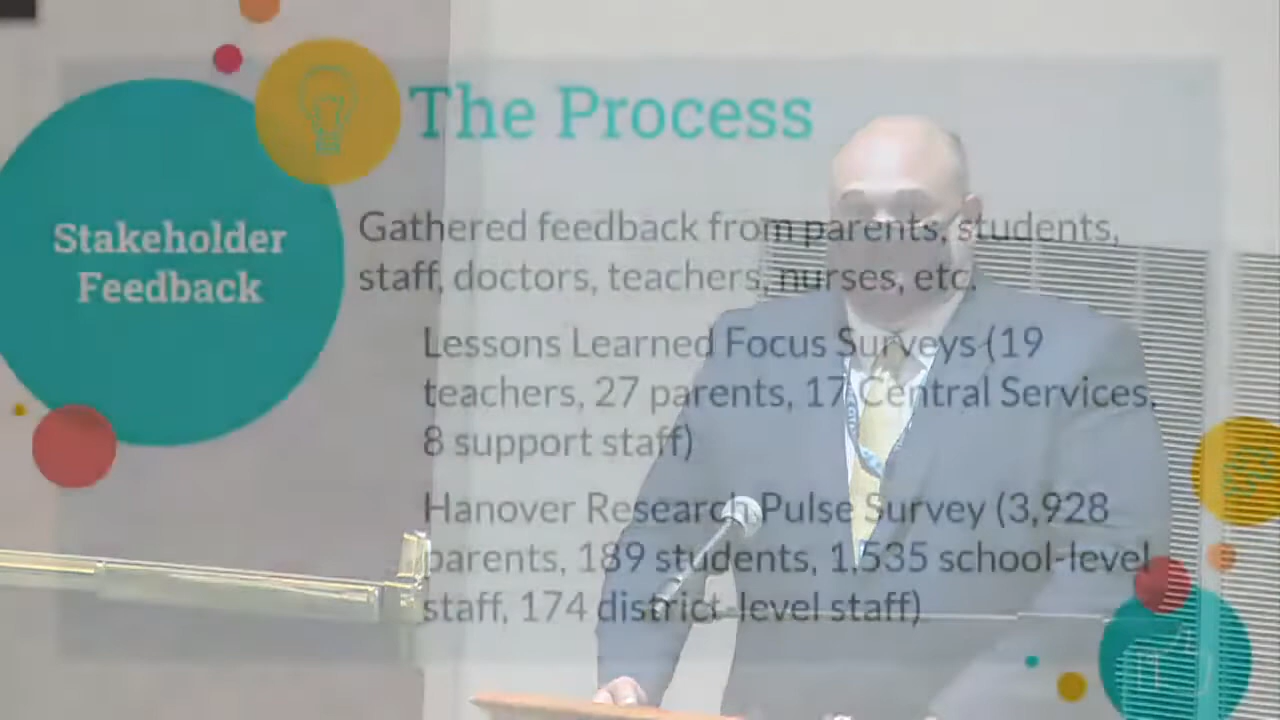 The Process
Stakeholder
Feedback
Gathered feedback from parents, students,
staff, doctors, teachers, nurses, etc.
Lessons Learned Focus Surveys (19
teachers, 27 parents, 17 Central Services,
8 support staff)
Hanover Research Pulse Survey (3,928
parents, 189 students, 1,535 school-level
staff, 174 district-level staff)